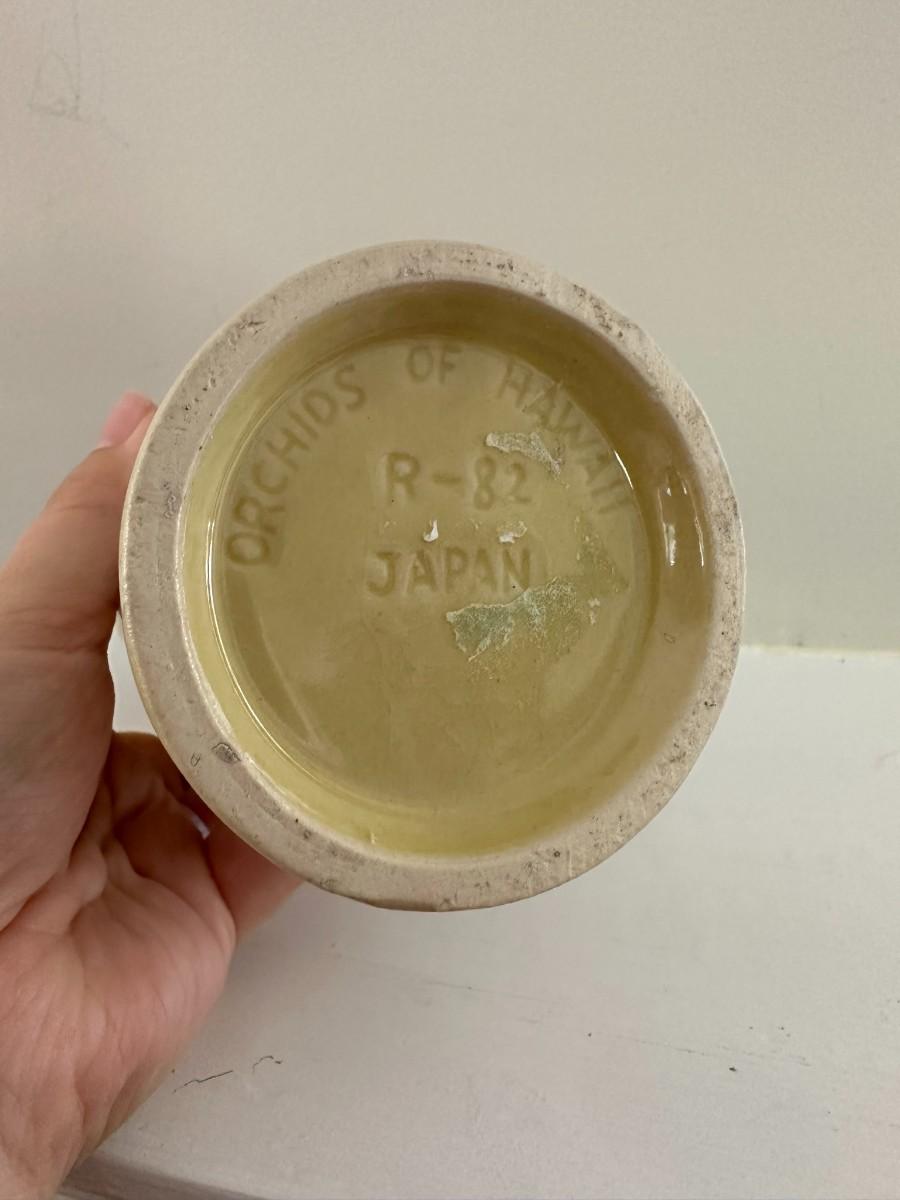 ORCHIDS OF HAWAII
R-82
JAPAN